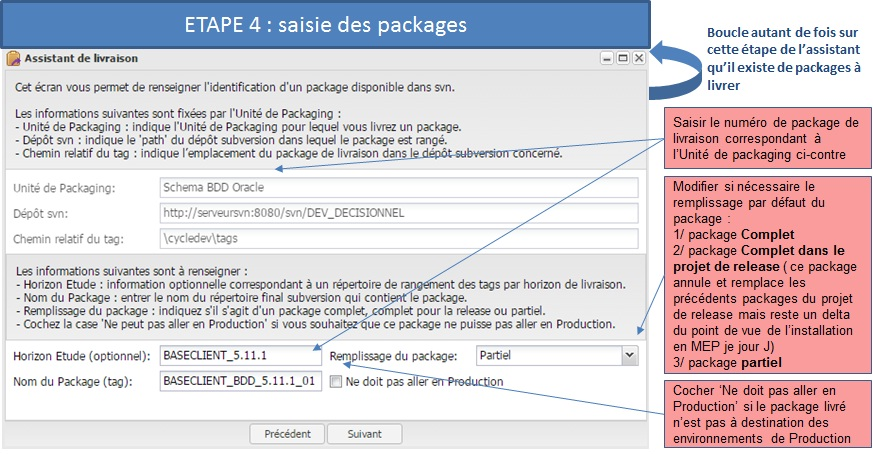 ETAPE 4 : saisie des packages
Boucle autant de fois sur
cette étape de l'assistant
qu'il existe de packages à
livrer
Assistant de livraison
Cet écran vous permet de renseigner l'identification d'un package disponible dans svn.
Les informations suivantes sont fixées par l'Unité de Packaging :
- Unité de Packaging : indique l'Unité de Packaging pour lequel vous livrez un package.
- Dépôt svn : indique le 'path' du dépôt subversion dans lequel le package est rangé.
- Chemin relatif du tag : indique l'emplacement du package de livraison dans le dépôt subversion concerné.
Saisir le numéro de package de
livraison correspondant à
l'Unité de packaging ci-contre
Unité de Packaging: Schema BDD Oracle
Dépôt svn: http://serveursvn:8080/svn/DEV_DECISIONNEL
Chemin relatif du tag: \cycledev\tags
Modifier si nécessaire le
remplissage par défaut du
package :
1/ package Complet
2/ package Complet dans le
projet de release ( ce package
annule et remplace les
précédents packages du projet
de release mais reste un delta
du point de vue de l'installation
en MEP je jour J)
3/ package partiel
Les informations suivantes sont à renseigner :
- Horizon Etude : information optionnelle correspondant à un répertoire de rangement des tags par horizon de livraison.
- Nom du Package : entrer le nom du répertoire final subversion qui contient le package.
- Remplissage du package : indiquez s'il s'agit d'un package complet, complet pour la release ou partiel.
- Cochez la case 'Ne peut pas aller en Production' si vous souhaitez que ce package ne puisse pas aller en Production.
Horizon Etude (optionnel): BASECLIENT_5.11.1 Remplissage du package: Partiel
Nom du Package (tag): BASECLIENT_BDD_5.11.1_01 Ne doit pas aller en Production
Cocher 'Ne doit pas aller en
Production' si le package livré
n'est pas à destination des
environnements de Production
Précédent Suivant